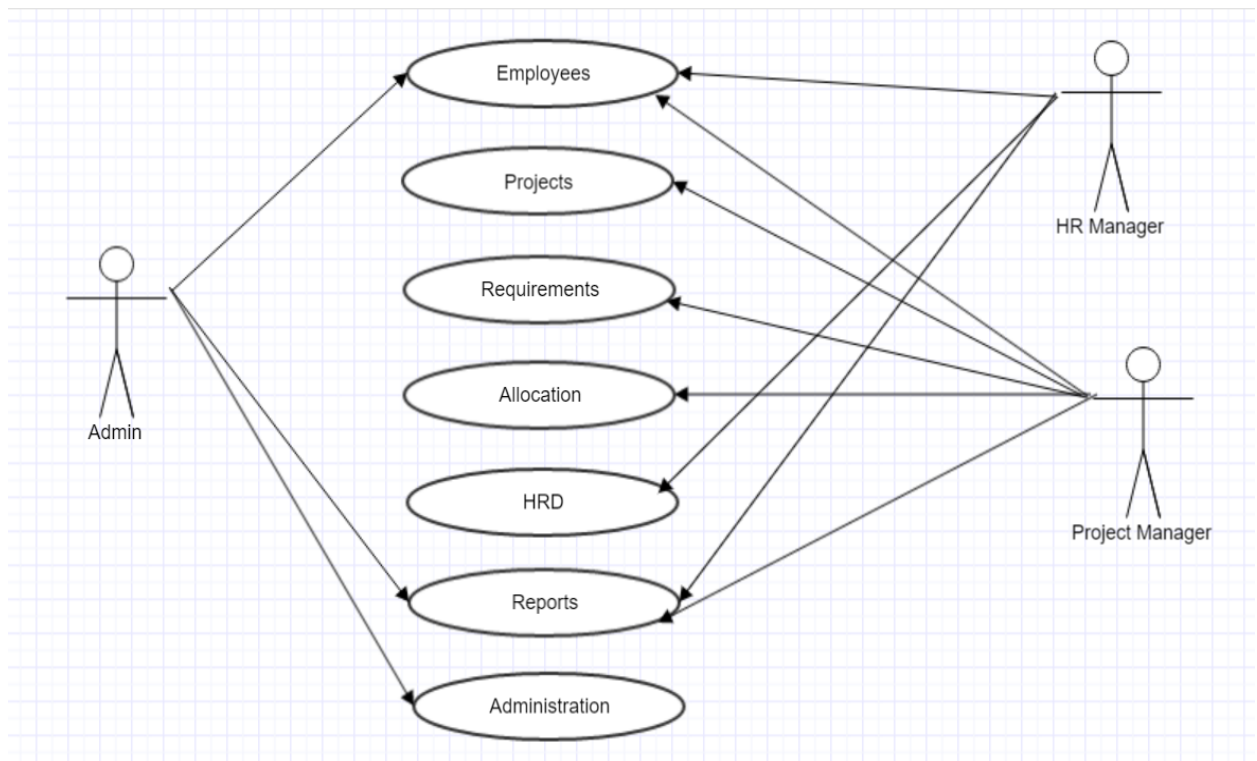 Employees
Projects
Requirements
Allocation
HRD
Reports
Administration
Admin
HR Manager
Project Manager